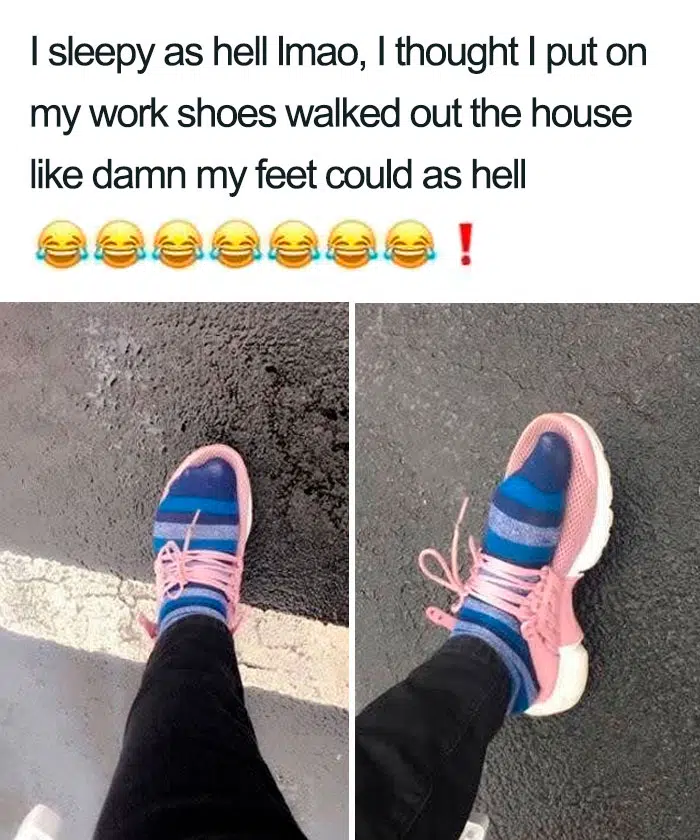 I sleepy as hell lmao, I thought I put on
my work shoes walked out the house
like damn my feet could as hell
😂😂😂😂😂😂😂❗